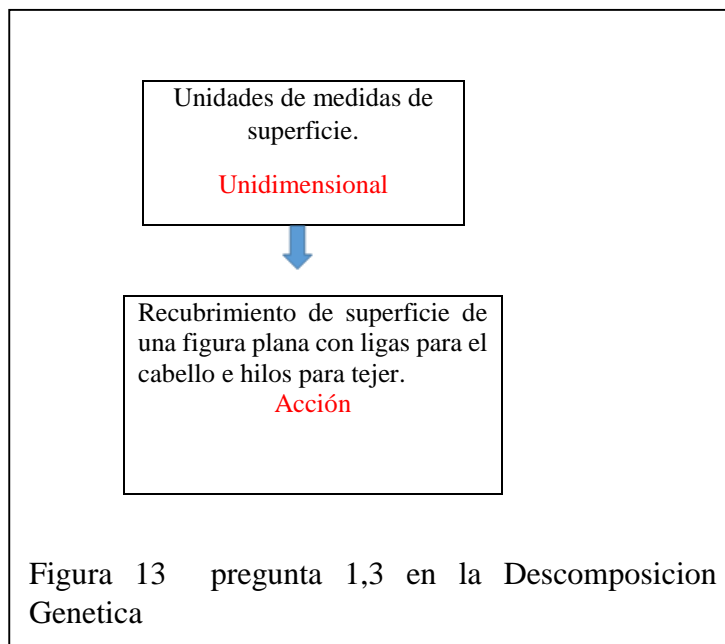 Unidades de medidas de
superficie.
Unidimensional
Recubrimiento de superficie de
una figura plana con ligas para el
cabello e hilos para tejer.
Acción
Figura 13 pregunta 1,3 en la Descomposicion
Genetica